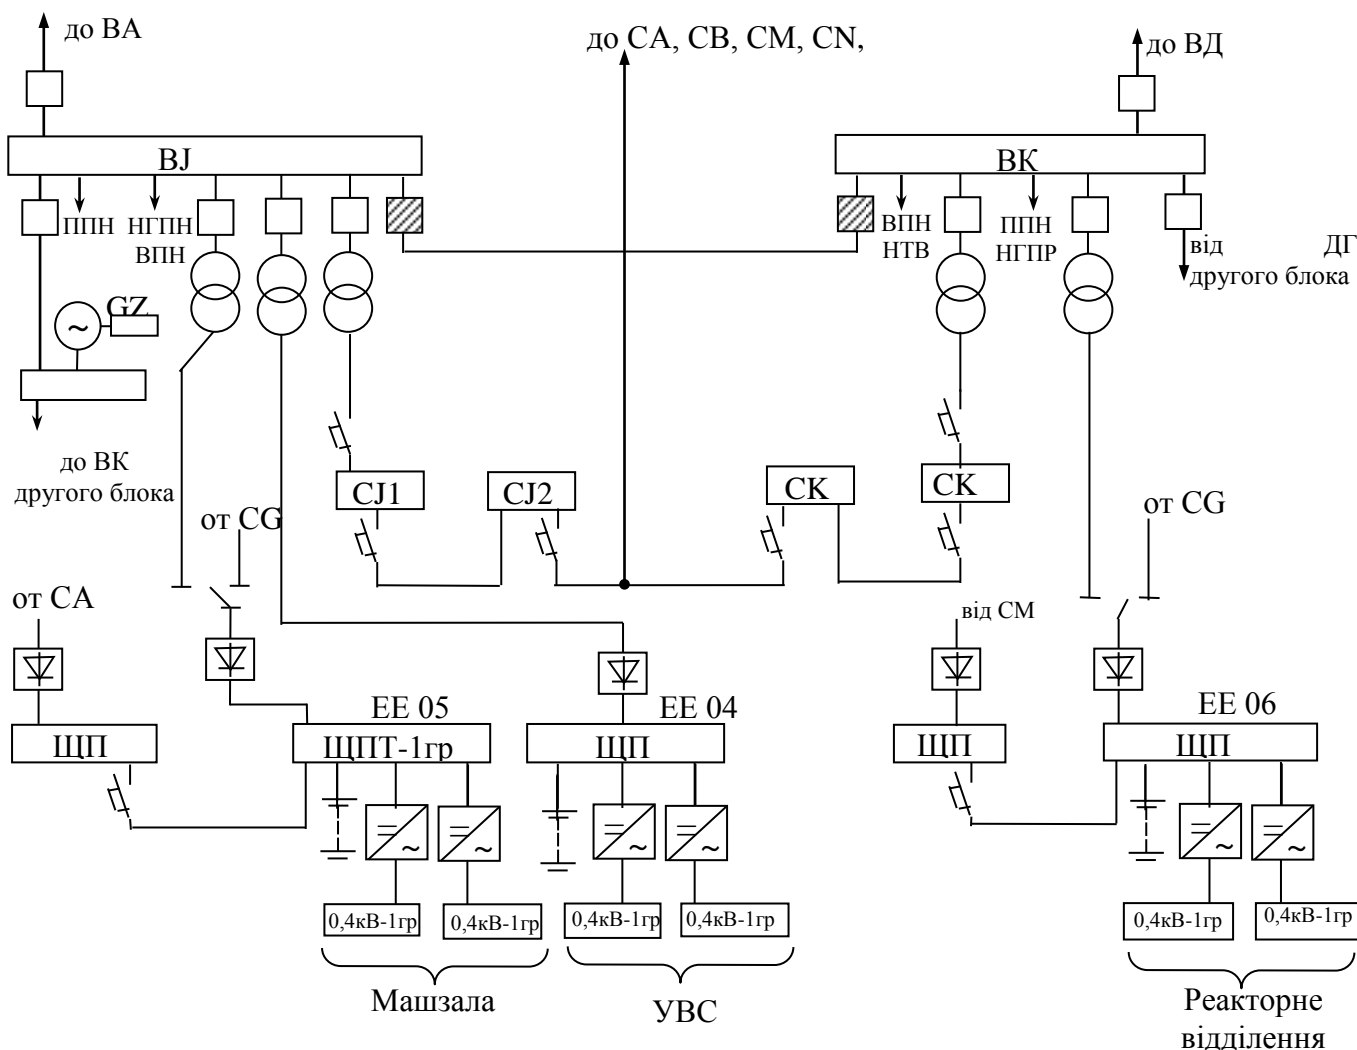 до ВА
до СА, СВ, СМ, CN,
до ВД
BJ
ВК
ППН
НГПН
ВПН
ВПН
НТВ
ППН
НГПР
від ДГ
другого блока
GZ
~
до ВК
другого блока
CJ1
CJ2
СК
СК
от CG
от CG
от СА
від СМ
ЕЕ 05
ЕЕ 04
ЕЕ 06
ЩП
ЩПТ-1гр
ЩП
ЩП
ЩП
= ~
= ~
= ~
= ~
= ~
= ~
0,4кВ-1гр
0,4кВ-1гр
0,4кВ-1гр
0,4кВ-1гр
0,4кВ-1гр
0,4кВ-1гр
Машзала
УВС
Реакторне
відділення